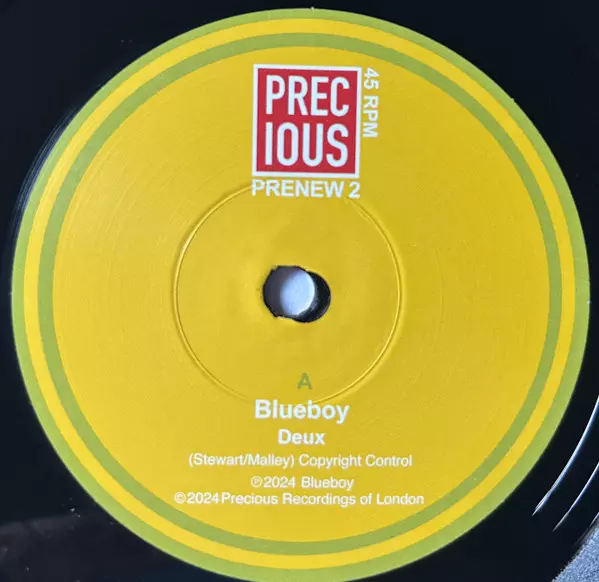 PREC
IOUS
45 RPM
PRENEW 2
A
Blueboy
Deux
(Stewart/Malley) Copyright Control
℗2024 Blueboy
©2024 Precious Recordings of London